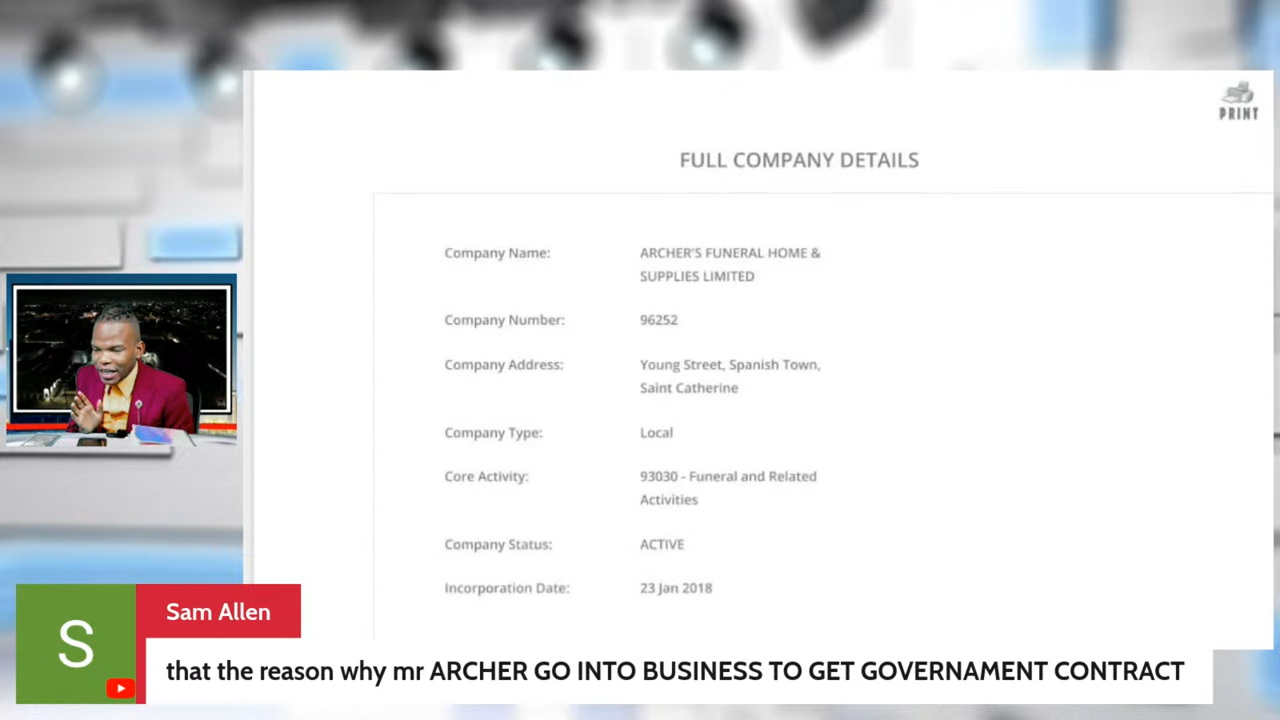 PRINT
FULL COMPANY DETAILS
Company Name: ARCHER'S FUNERAL HOME &
SUPPLIES LIMITED
Company Number: 96252
Company Address: Young Street, Spanish Town,
Saint Catherine
Company Type: Local
Core Activity: 93030 - Funeral and Related
Activities
Company Status: ACTIVE
Incorporation Date: 23 Jan 2018
S
Sam Allen
that the reason why mr ARCHER GO INTO BUSINESS TO GET GOVERNAMENT CONTRACT